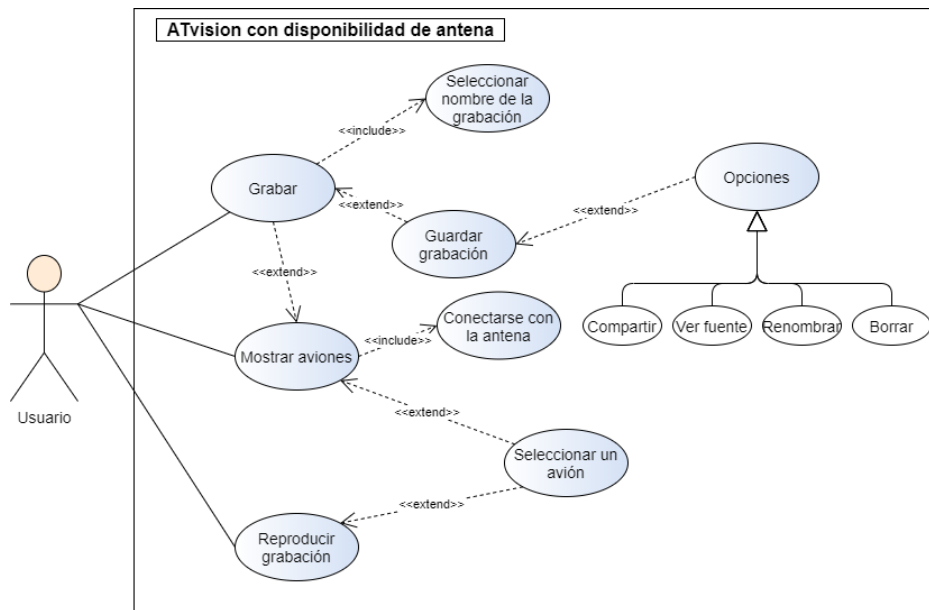 ATvision con disponibilidad de antena
Seleccionar
nombre de la
grabación
<<include>>
Grabar
Opciones
<<extend>>
<<extend>>
Guardar
grabación
<<extend>>
Conectarse con
la antena
Compartir
Ver fuente
Renombrar
Borrar
<<include>>
Mostrar aviones
Usuario
<<extend>>
Seleccionar un
avión
<<extend>>
Reproducir
grabación